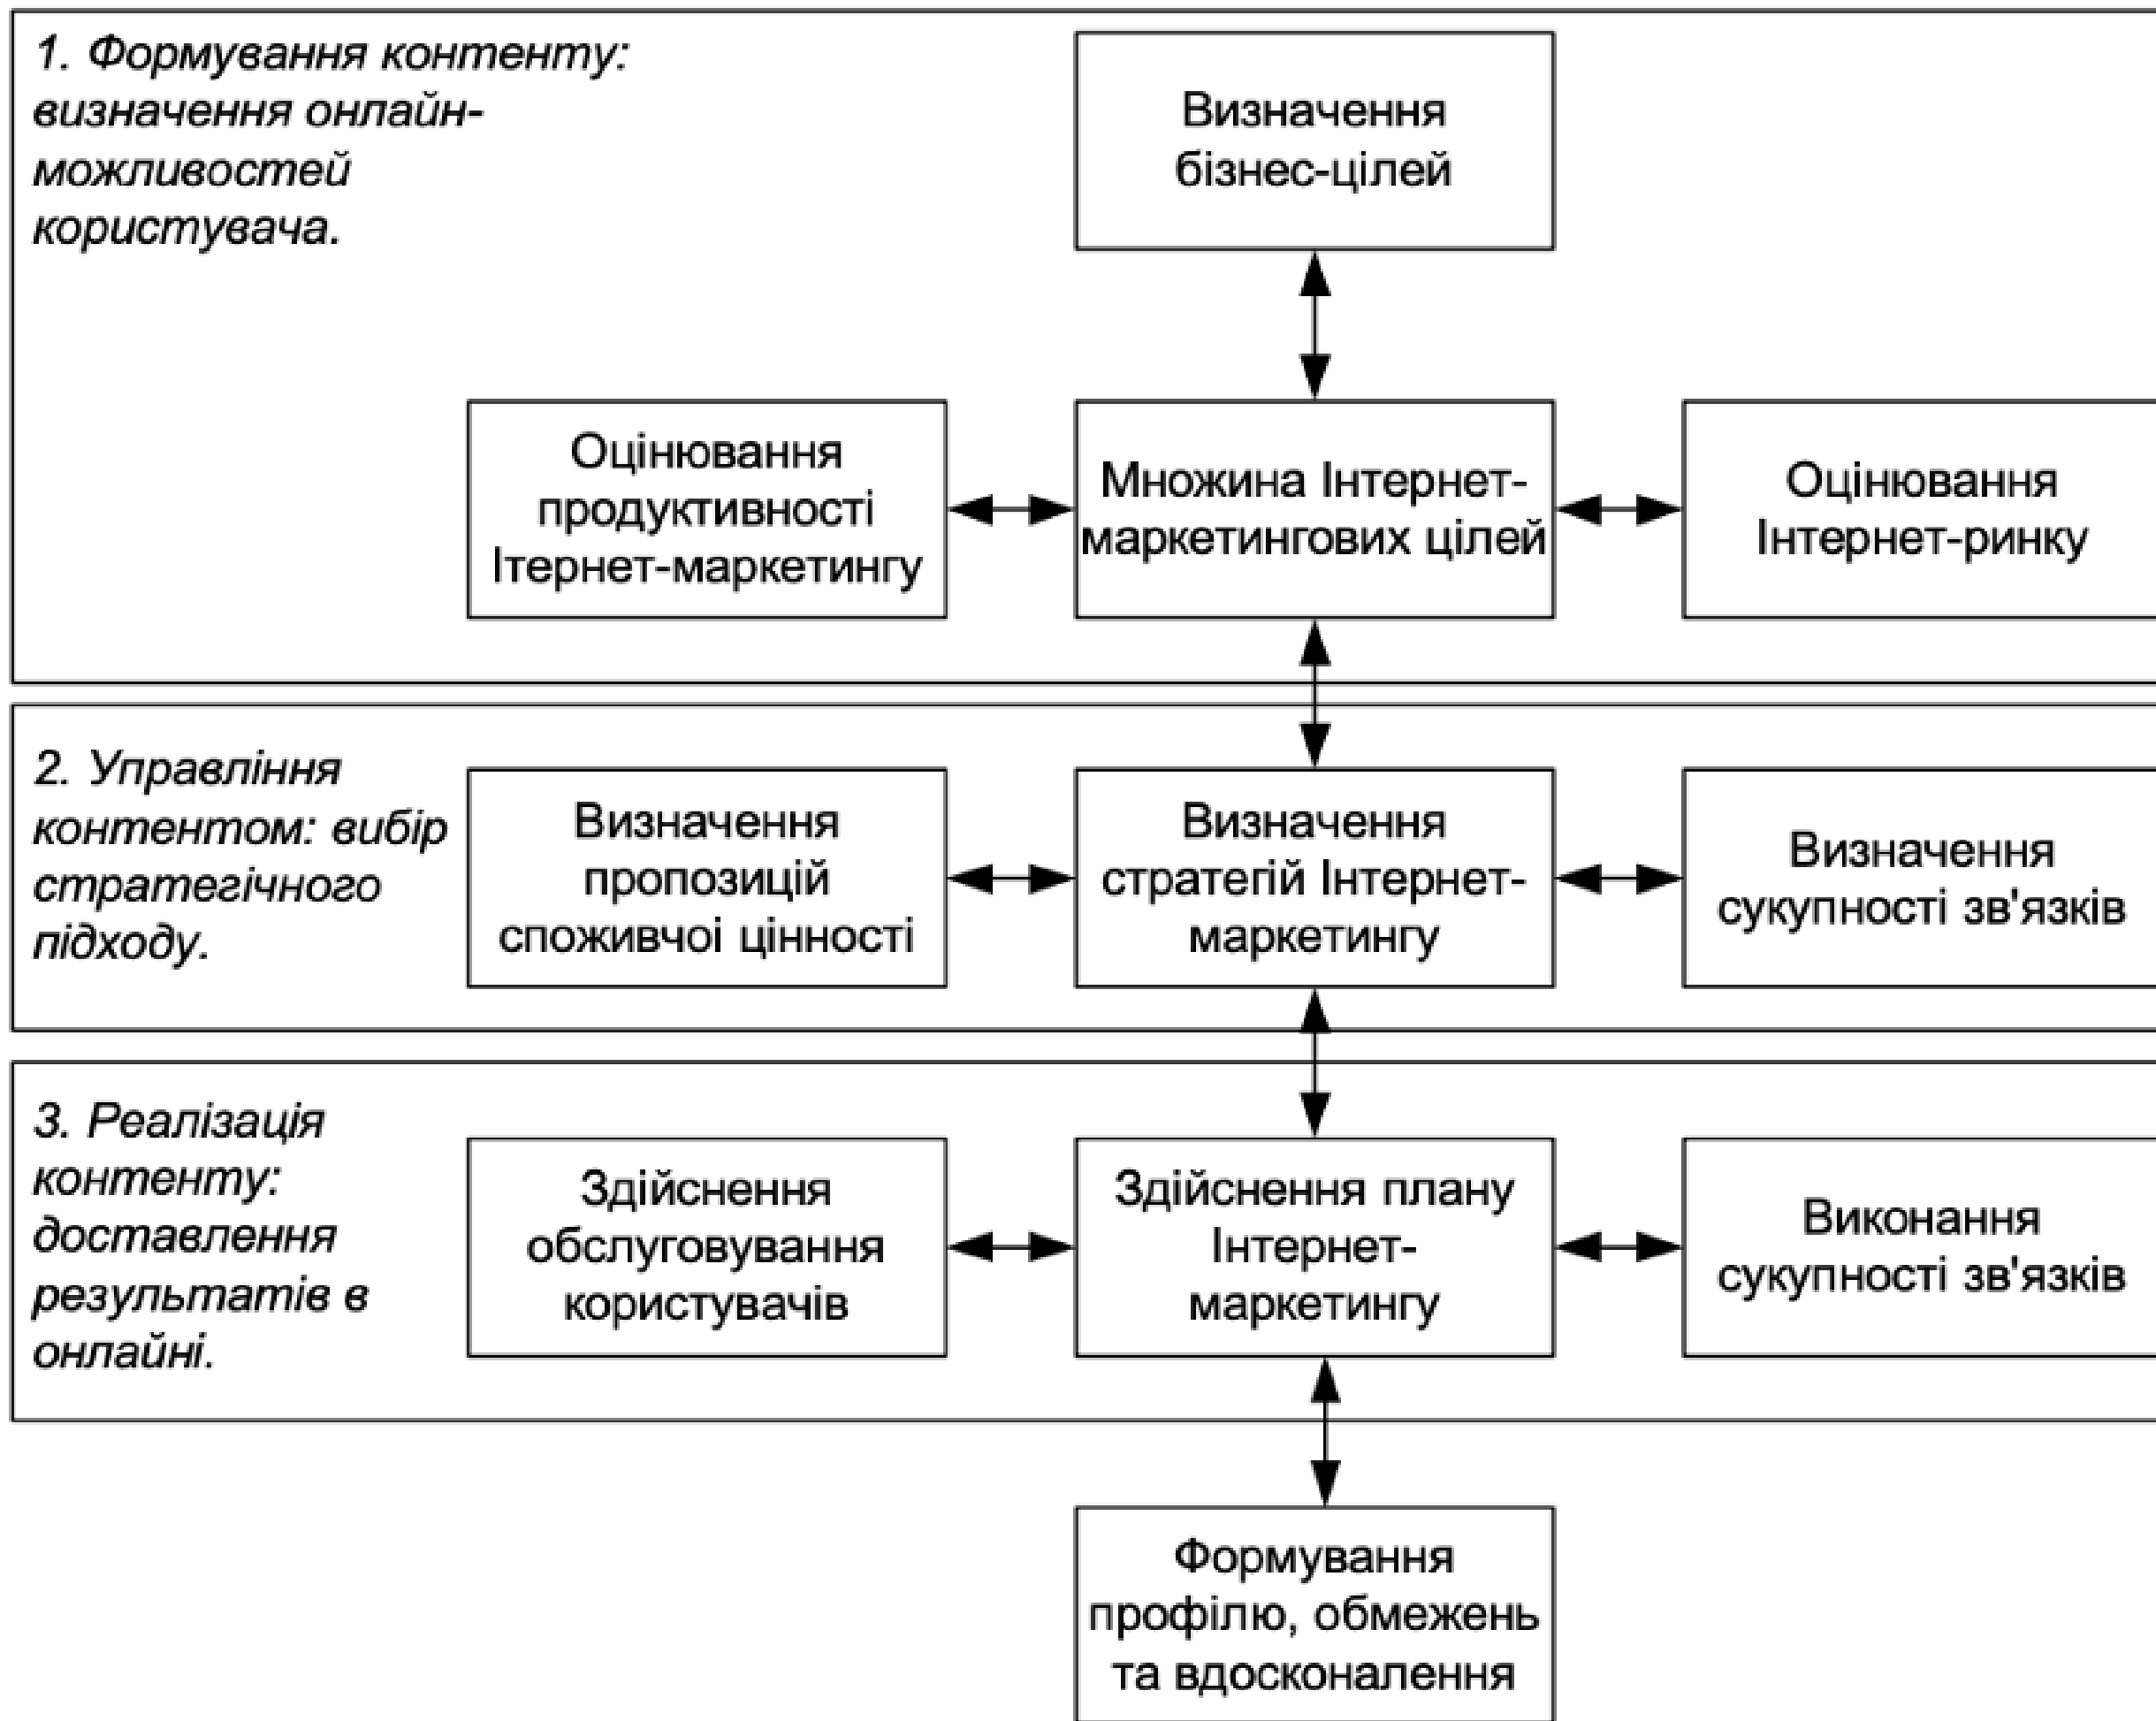 1. Формування контенту:
визначення онлайн-
можливостей
користувача.
Визначення
бізнес-цілей
Оцінювання
продуктивності
Ітернет-маркетингу
Множина Інтернет-
маркетингових цілей
Оцінювання
Інтернет-ринку
2. Управління
контентом: вибір
стратегічного
підходу.
Визначення
пропозицій
споживчої цінності
Визначення
стратегій Інтернет-
маркетингу
Визначення
сукупності зв'язків
3. Реалізація
контенту:
доставлення
результатів в
онлайні.
Здійснення
обслуговування
користувачів
Здійснення плану
Інтернет-
маркетингу
Виконання
сукупності зв'язків
Формування
профілю, обмежень
та вдосконалення